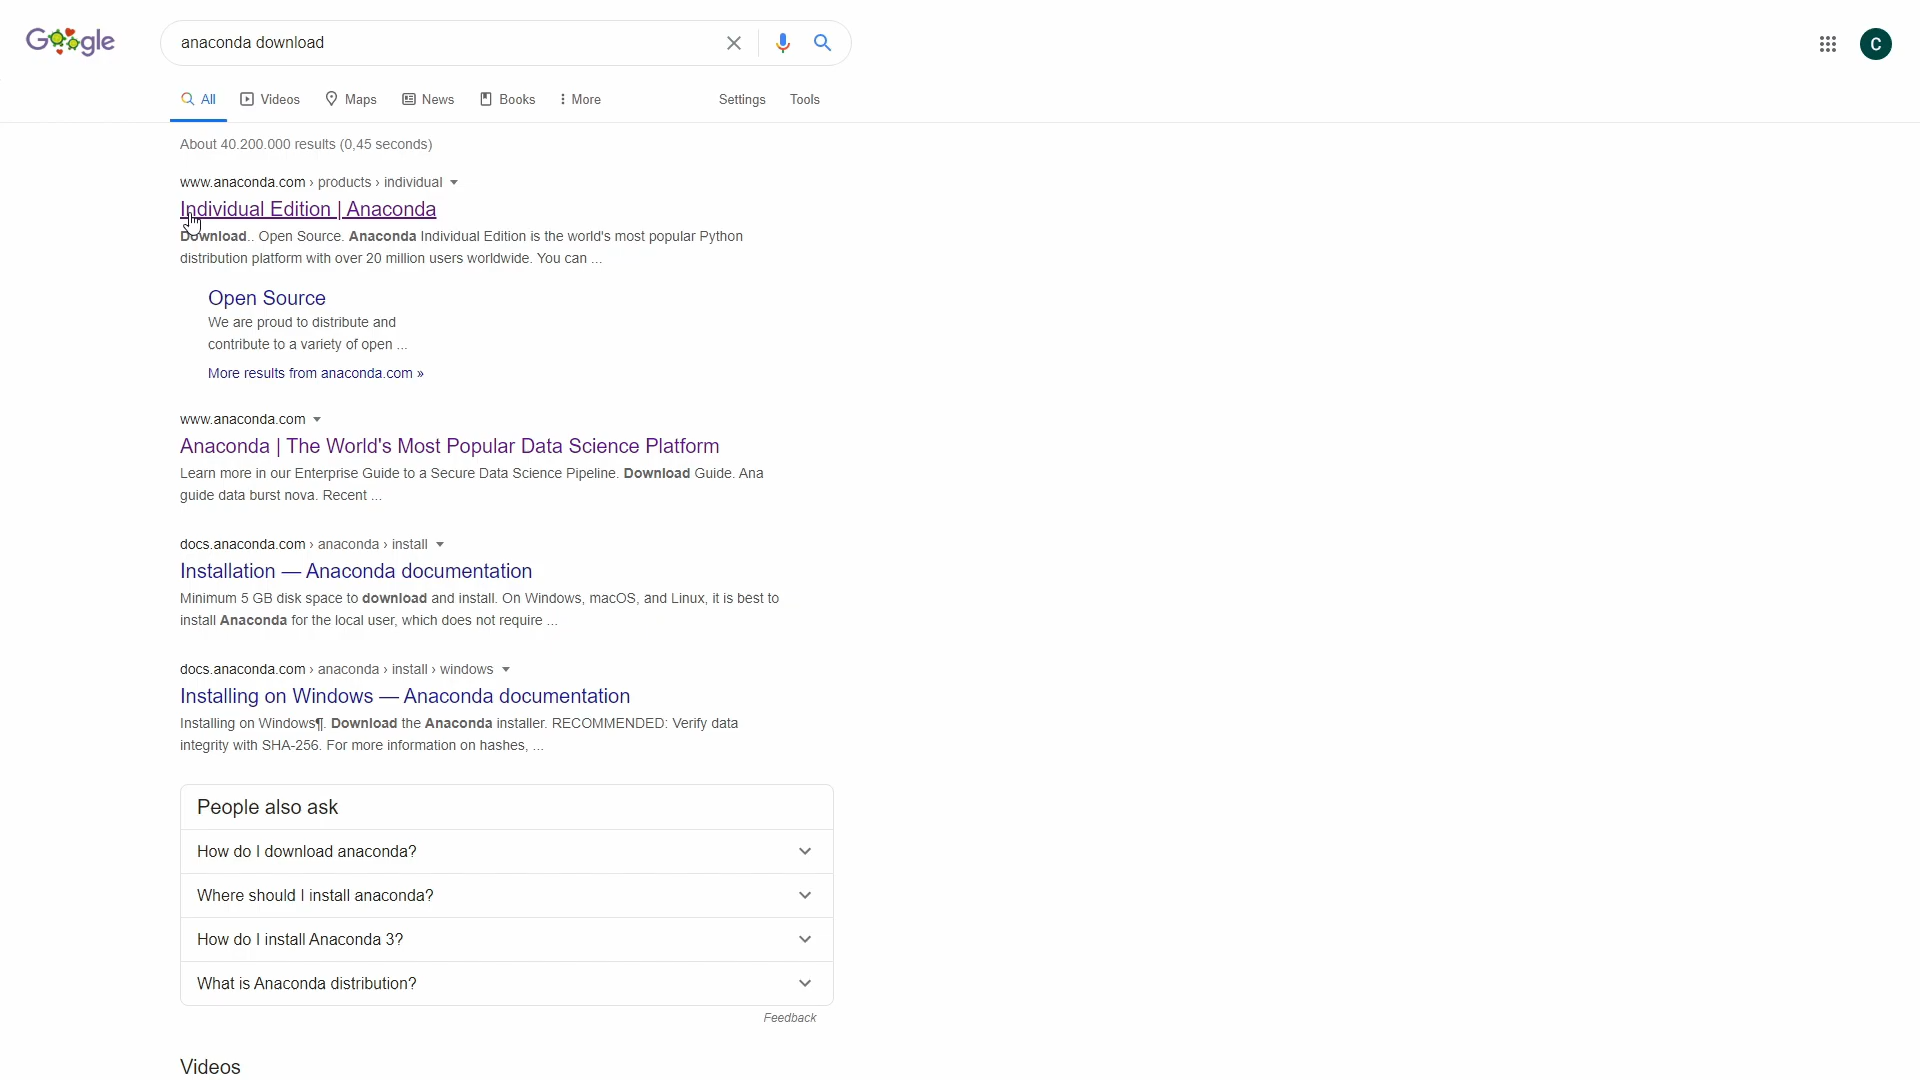 Google
anaconda download
C
All Videos Maps News Books More Settings Tools
About 40.200.000 results (0,45 seconds)
www.anaconda.com › products › individual
Individual Edition | Anaconda
Download.. Open Source. Anaconda Individual Edition is the world's most popular Python
distribution platform with over 20 million users worldwide. You can ...
Open Source
We are proud to distribute and
contribute to a variety of open ...
More results from anaconda.com »
www.anaconda.com
Anaconda | The World's Most Popular Data Science Platform
Learn more in our Enterprise Guide to a Secure Data Science Pipeline. Download Guide. Ana
guide data burst nova. Recent ...
docs.anaconda.com › anaconda › install
Installation — Anaconda documentation
Minimum 5 GB disk space to download and install. On Windows, macOS, and Linux, it is best to
install Anaconda for the local user, which does not require ...
docs.anaconda.com › anaconda › install › windows
Installing on Windows — Anaconda documentation
Installing on Windows¶. Download the Anaconda installer. RECOMMENDED: Verify data
integrity with SHA-256. For more information on hashes, ...
People also ask
How do I download anaconda?
Where should I install anaconda?
How do I install Anaconda 3?
What is Anaconda distribution?
Feedback
Videos